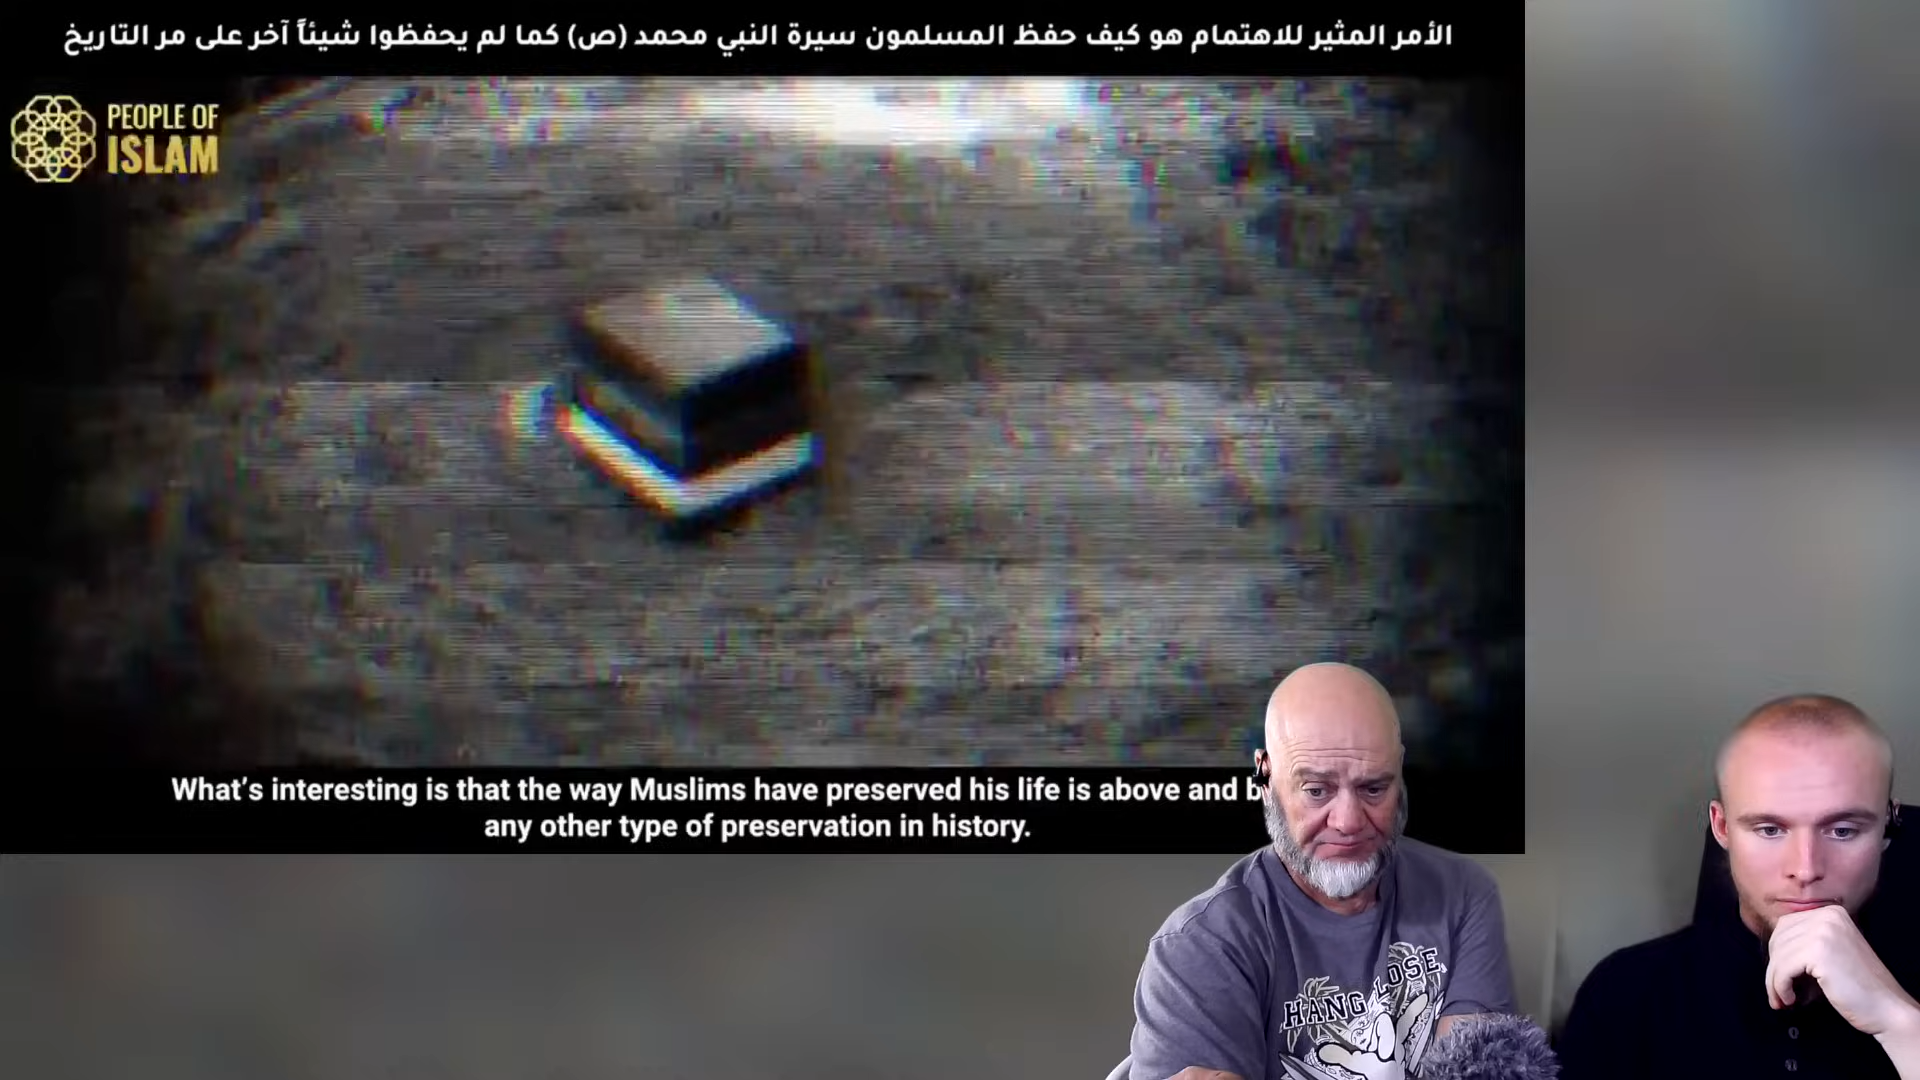 الأمر المثير للاهتمام هو كيف حفظ المسلمون سيرة النبي محمد (ص) كما لم يحفظوا شيئاً آخر على مر التاريخ
PEOPLE OF
ISLAM
What's interesting is that the way Muslims have preserved his life is above and
any other type of preservation in history.
HANG LOSE